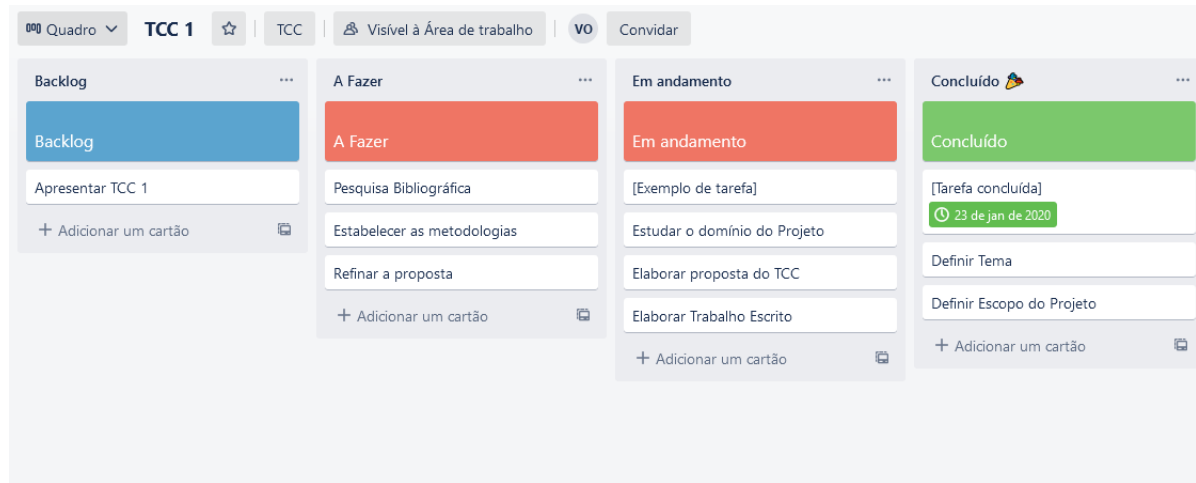 Quadro TCC 1 TCC Visível à Área de trabalho VO Convidar
Backlog
Backlog
Apresentar TCC 1
Adicionar um cartão
A Fazer
A Fazer
Pesquisa Bibliográfica
Estabelecer as metodologias
Refinar a proposta
Adicionar um cartão
Em andamento
Em andamento
[Exemplo de tarefa]
Estudar o domínio do Projeto
Elaborar proposta do TCC
Elaborar Trabalho Escrito
Adicionar um cartão
Concluído
Concluído
[Tarefa concluída]
23 de jan de 2020
Definir Tema
Definir Escopo do Projeto
Adicionar um cartão